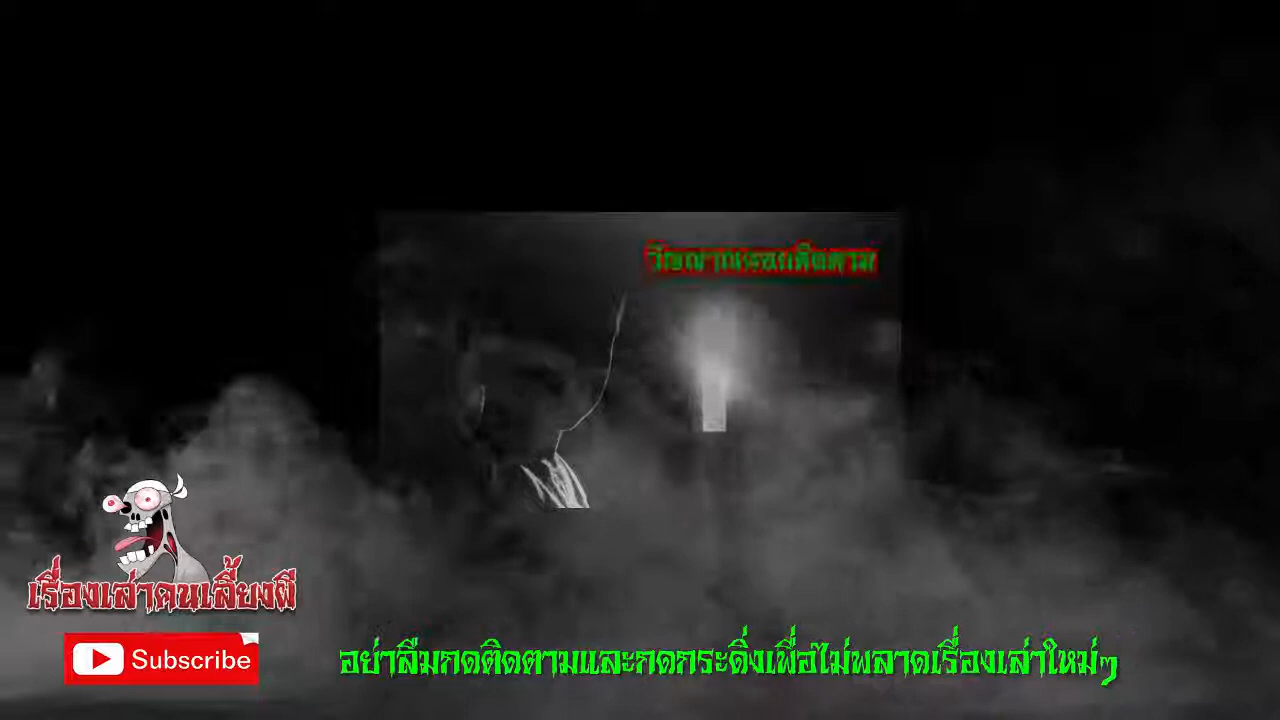 เรื่องเล่าคนเลี้ยงผี
Subscribe
อย่าลืมกดติดตามและกดกระดิ่งเพื่อไม่พลาดเรื่องเล่าใหม่ๆ